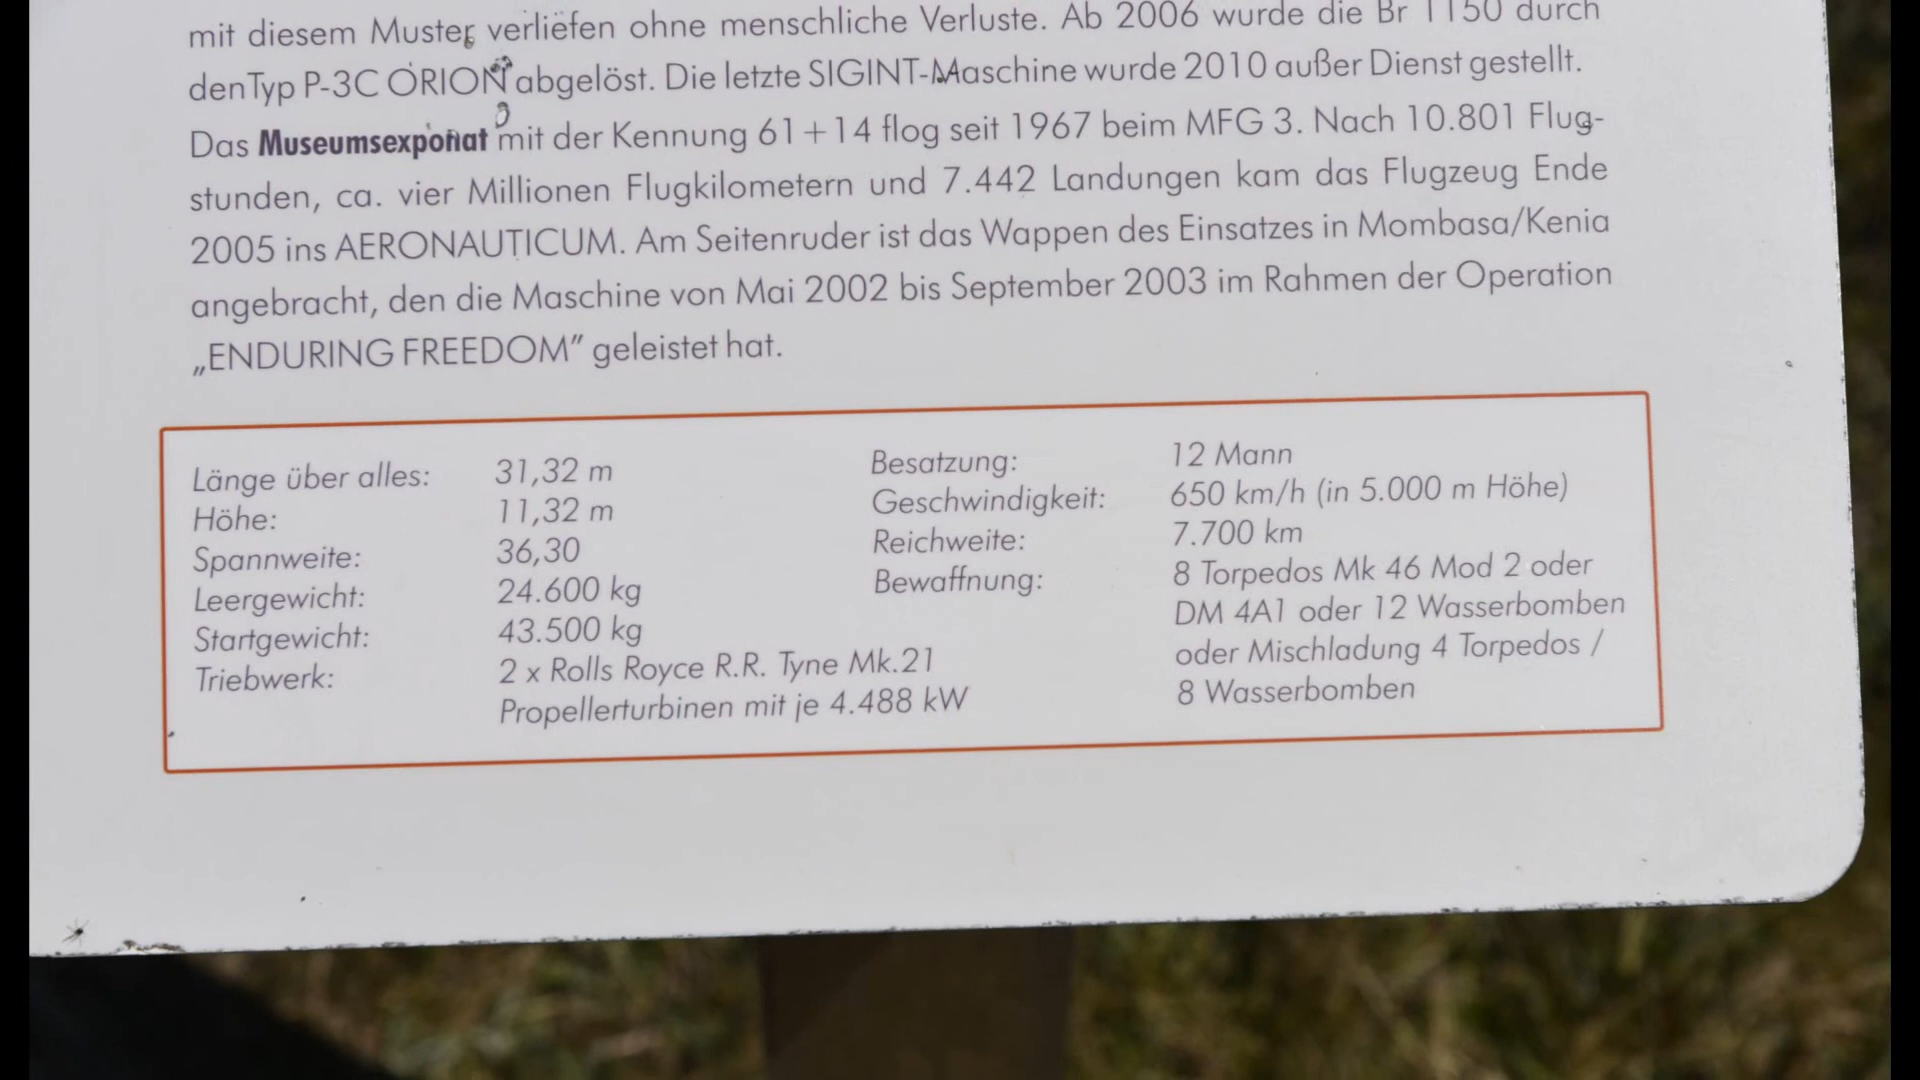 mit diesem Muster verliefen ohne menschliche Verluste. Ab 2006 wurde die Br 1150 durch
den Typ P-3C ORION abgelöst. Die letzte SIGINT-Maschine wurde 2010 außer Dienst gestellt.
Das Museumsexponat mit der Kennung 61+14 flog seit 1967 beim MFG 3. Nach 10.801 Flug-
stunden, ca. vier Millionen Flugkilometern und 7.442 Landungen kam das Flugzeug Ende
2005 ins AERONAUTICUM. Am Seitenruder ist das Wappen des Einsatzes in Mombasa/Kenia
angebracht, den die Maschine von Mai 2002 bis September 2003 im Rahmen der Operation
„ENDURING FREEDOM" geleistet hat.
Länge über alles: 31,32 m
Höhe: 11,32 m
Spannweite: 36,30
Leergewicht: 24.600 kg
Startgewicht: 43.500 kg
Triebwerk: 2 x Rolls Royce R.R. Tyne Mk.21
Propellerturbinen mit je 4.488 kW
Besatzung: 12 Mann
Geschwindigkeit: 650 km/h (in 5.000 m Höhe)
Reichweite: 7.700 km
Bewaffnung: 8 Torpedos Mk 46 Mod 2 oder
DM 4A1 oder 12 Wasserbomben
oder Mischladung 4 Torpedos /
8 Wasserbomben